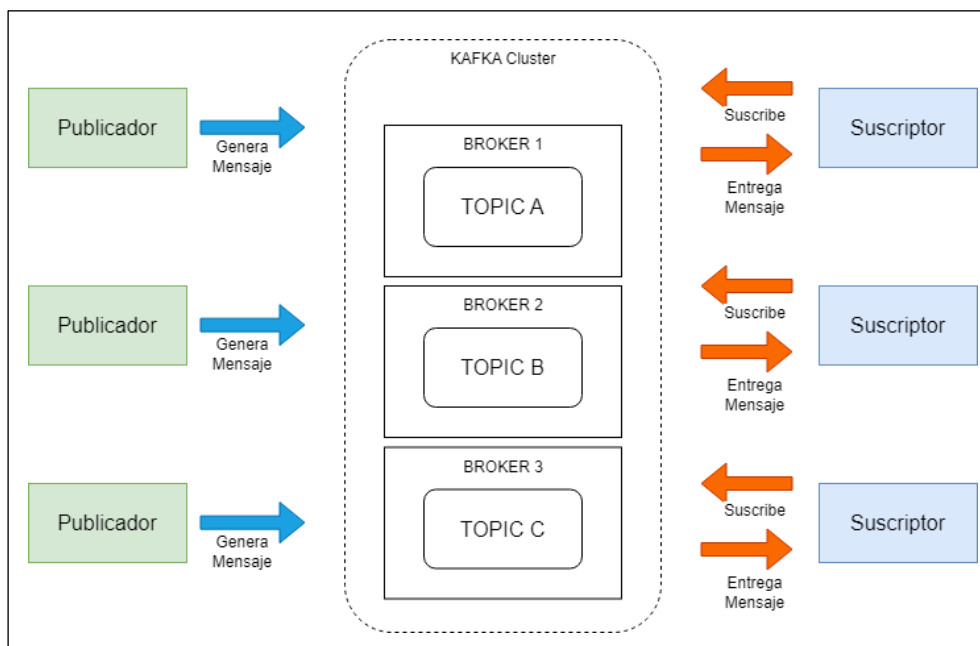 KAFKA Cluster
Publicador
Genera
Mensaje
BROKER 1
TOPIC A
Suscribe
Entrega
Mensaje
Suscriptor
Publicador
Genera
Mensaje
BROKER 2
TOPIC B
Suscribe
Entrega
Mensaje
Suscriptor
Publicador
Genera
Mensaje
BROKER 3
TOPIC C
Suscribe
Entrega
Mensaje
Suscriptor